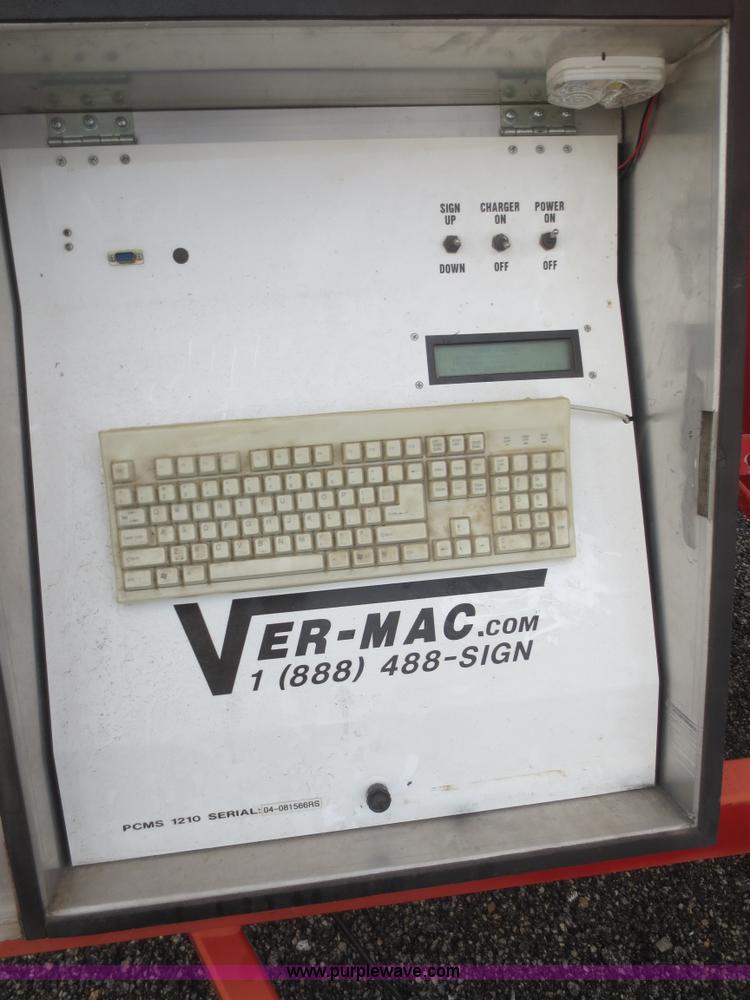 SIGN UP CHARGER ON POWER ON
DOWN OFF OFF
VER-MAC.COM
1 (888) 488-SIGN
PCMS 1210 SERIAL: 04-081566RS
www.purplewave.com